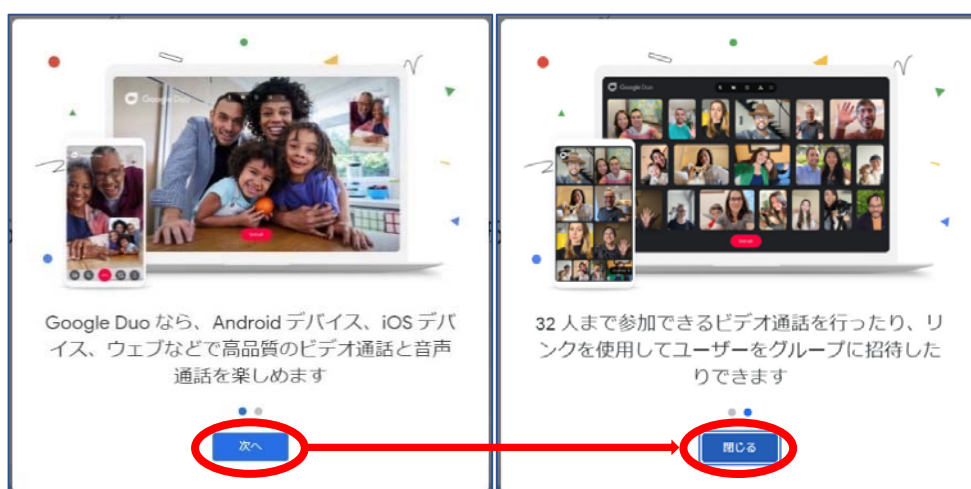 Google Duo
Google Duo なら、Android デバイス、iOS デバ
イス、ウェブなどで高品質のビデオ通話と音声
通話を楽しめます
次へ
Google Duo
32 人まで参加できるビデオ通話を行ったり、リ
ンクを使用してユーザーをグループに招待した
りできます
閉じる